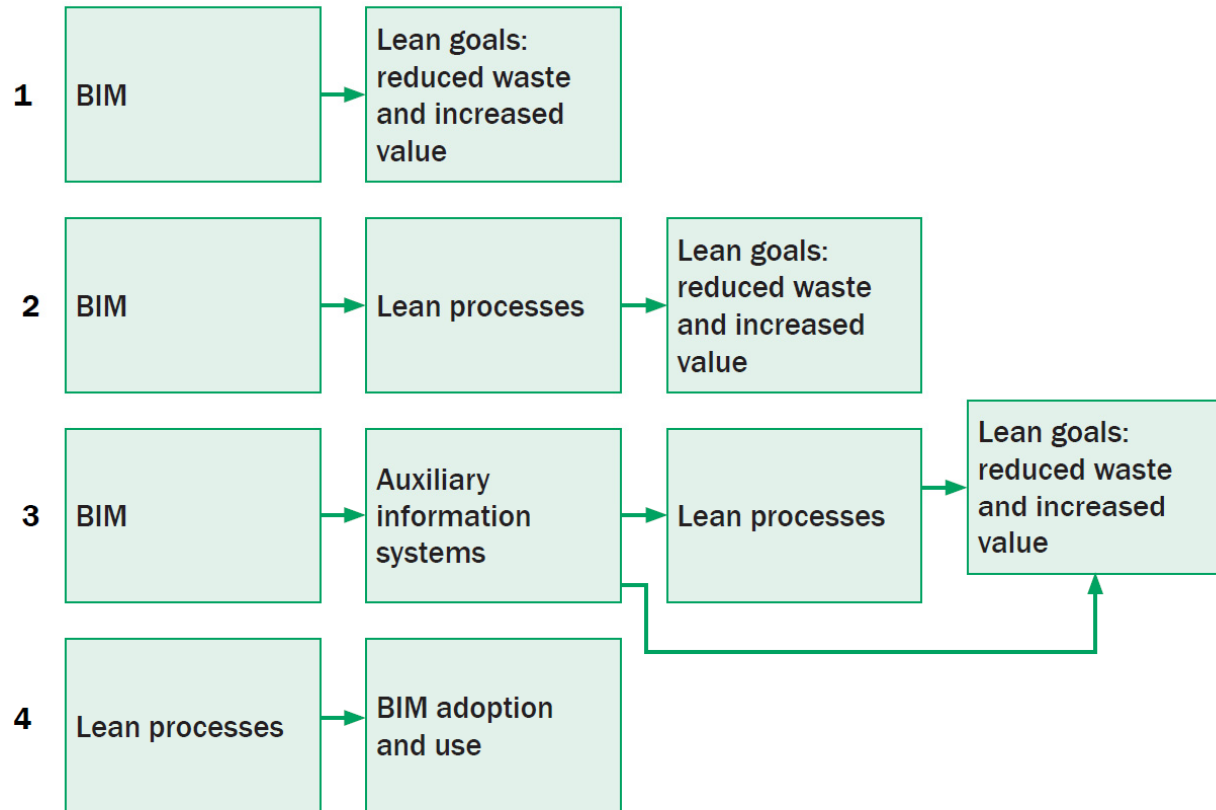 1
BIM
Lean goals:
reduced waste
and increased
value
2
BIM
Lean processes
Lean goals:
reduced waste
and increased
value
3
BIM
Auxiliary
information
systems
Lean processes
Lean goals:
reduced waste
and increased
value
4
Lean processes
BIM adoption
and use